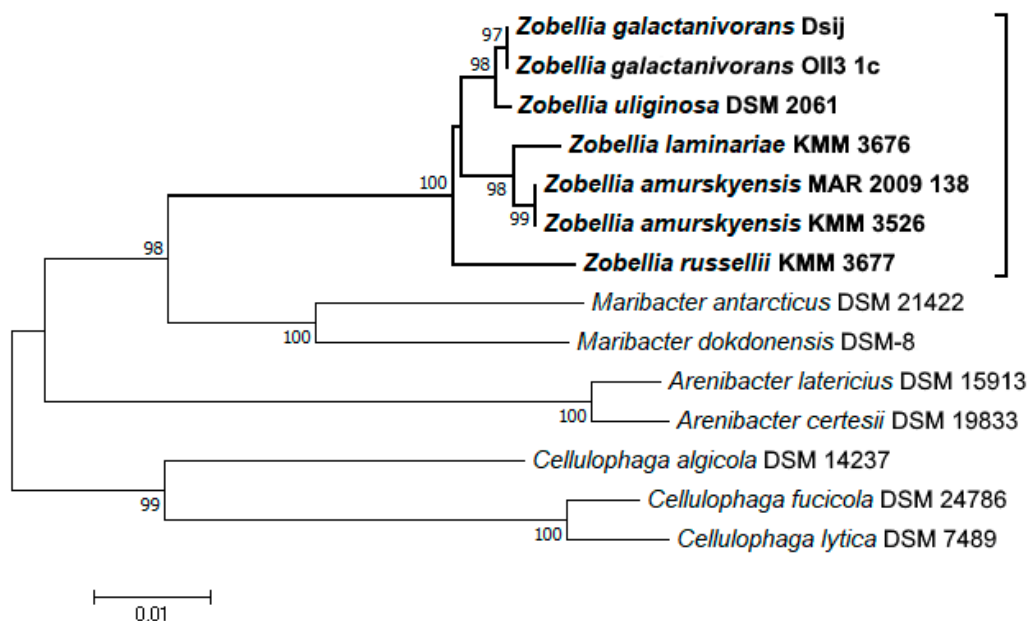 97
Zobellia galactanivorans Dsij
98
Zobellia galactanivorans OII3 1c
Zobellia uliginosa DSM 2061
Zobellia laminariae KMM 3676
100
98
Zobellia amurskyensis MAR 2009 138
99
Zobellia amurskyensis KMM 3526
98
Zobellia russellii KMM 3677
Maribacter antarcticus DSM 21422
100
Maribacter dokdonensis DSM-8
Arenibacter latericius DSM 15913
100
Arenibacter certesii DSM 19833
Cellulophaga algicola DSM 14237
99
Cellulophaga fucicola DSM 24786
100
Cellulophaga lytica DSM 7489
0.01